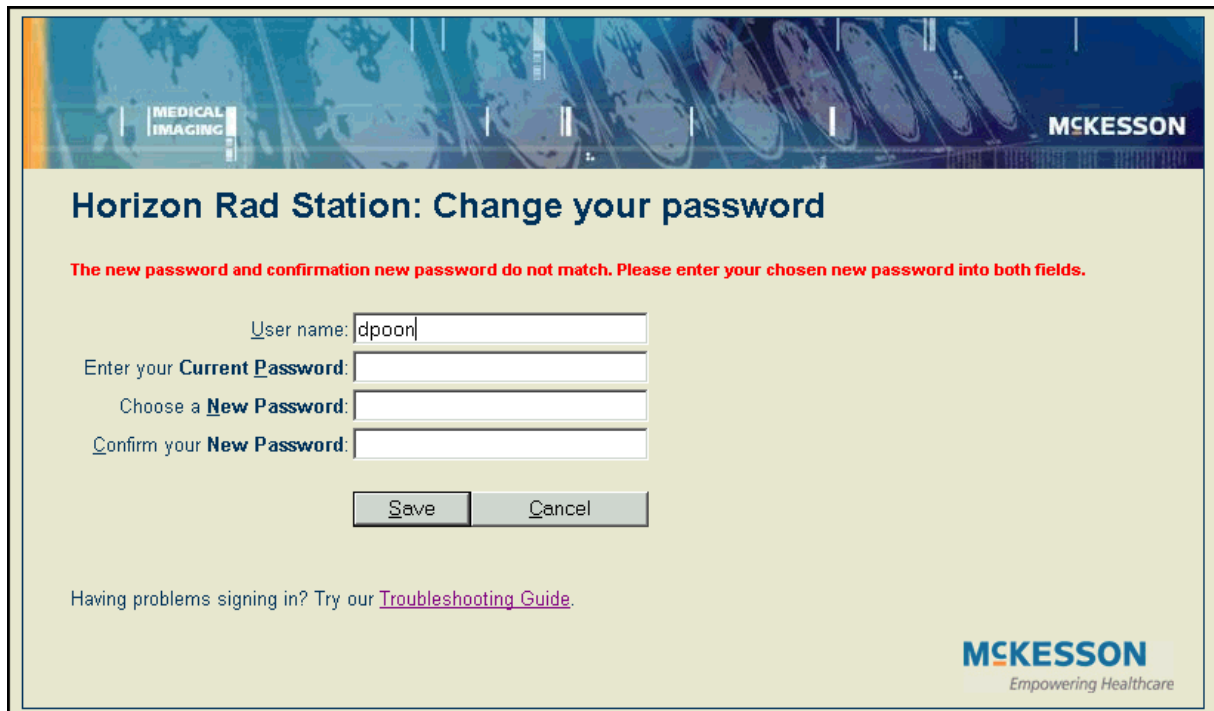 MEDICAL
IMAGING
MCKESSON
Horizon Rad Station: Change your password
The new password and confirmation new password do not match. Please enter your chosen new password into both fields.
User name: dpoon
Enter your Current Password:
Choose a New Password:
Confirm your New Password:
Save Cancel
Having problems signing in? Try our Troubleshooting Guide.
MCKESSON
Empowering Healthcare